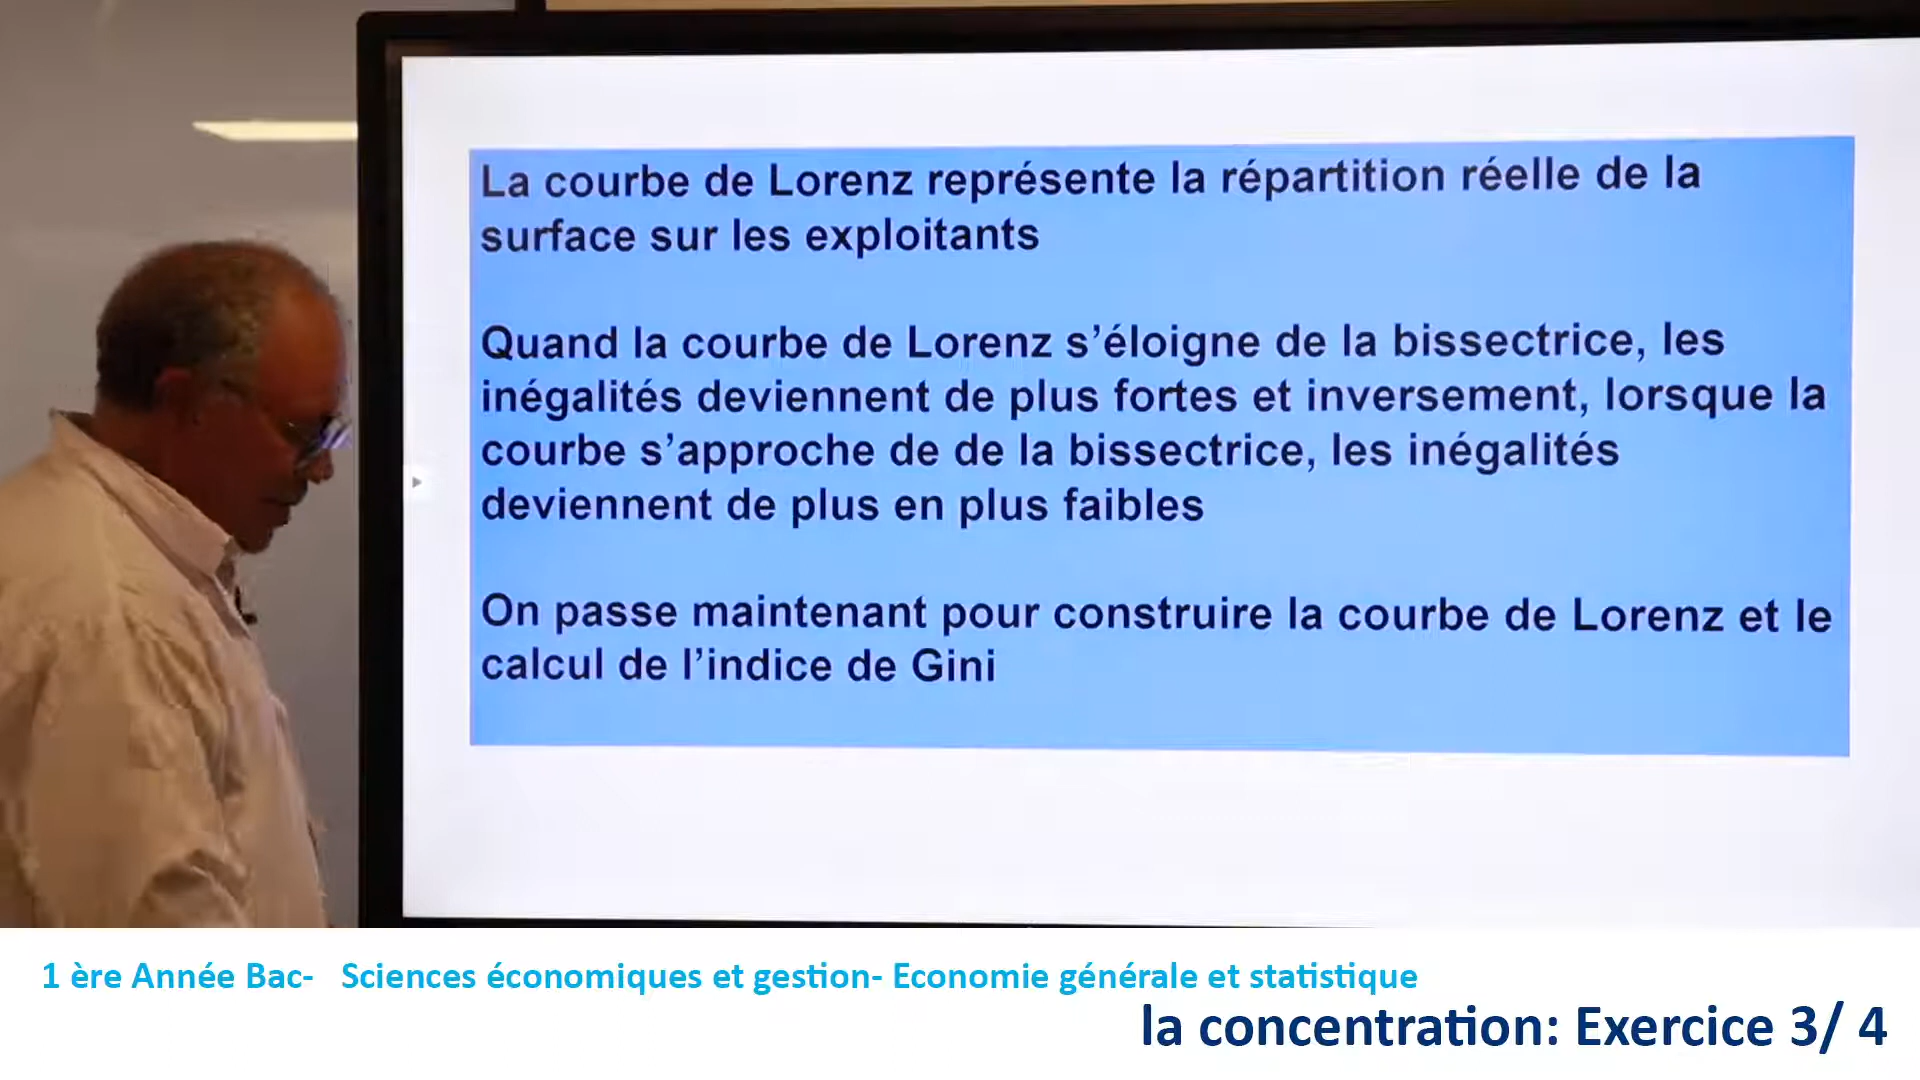 La courbe de Lorenz représente la répartition réelle de la
surface sur les exploitants
Quand la courbe de Lorenz s’éloigne de la bissectrice, les
inégalités deviennent de plus fortes et inversement, lorsque la
courbe s’approche de de la bissectrice, les inégalités
deviennent de plus en plus faibles
On passe maintenant pour construire la courbe de Lorenz et le
calcul de l’indice de Gini
1 ère Année Bac- Sciences économiques et gestion- Economie générale et statistique
la concentration: Exercice 3/ 4